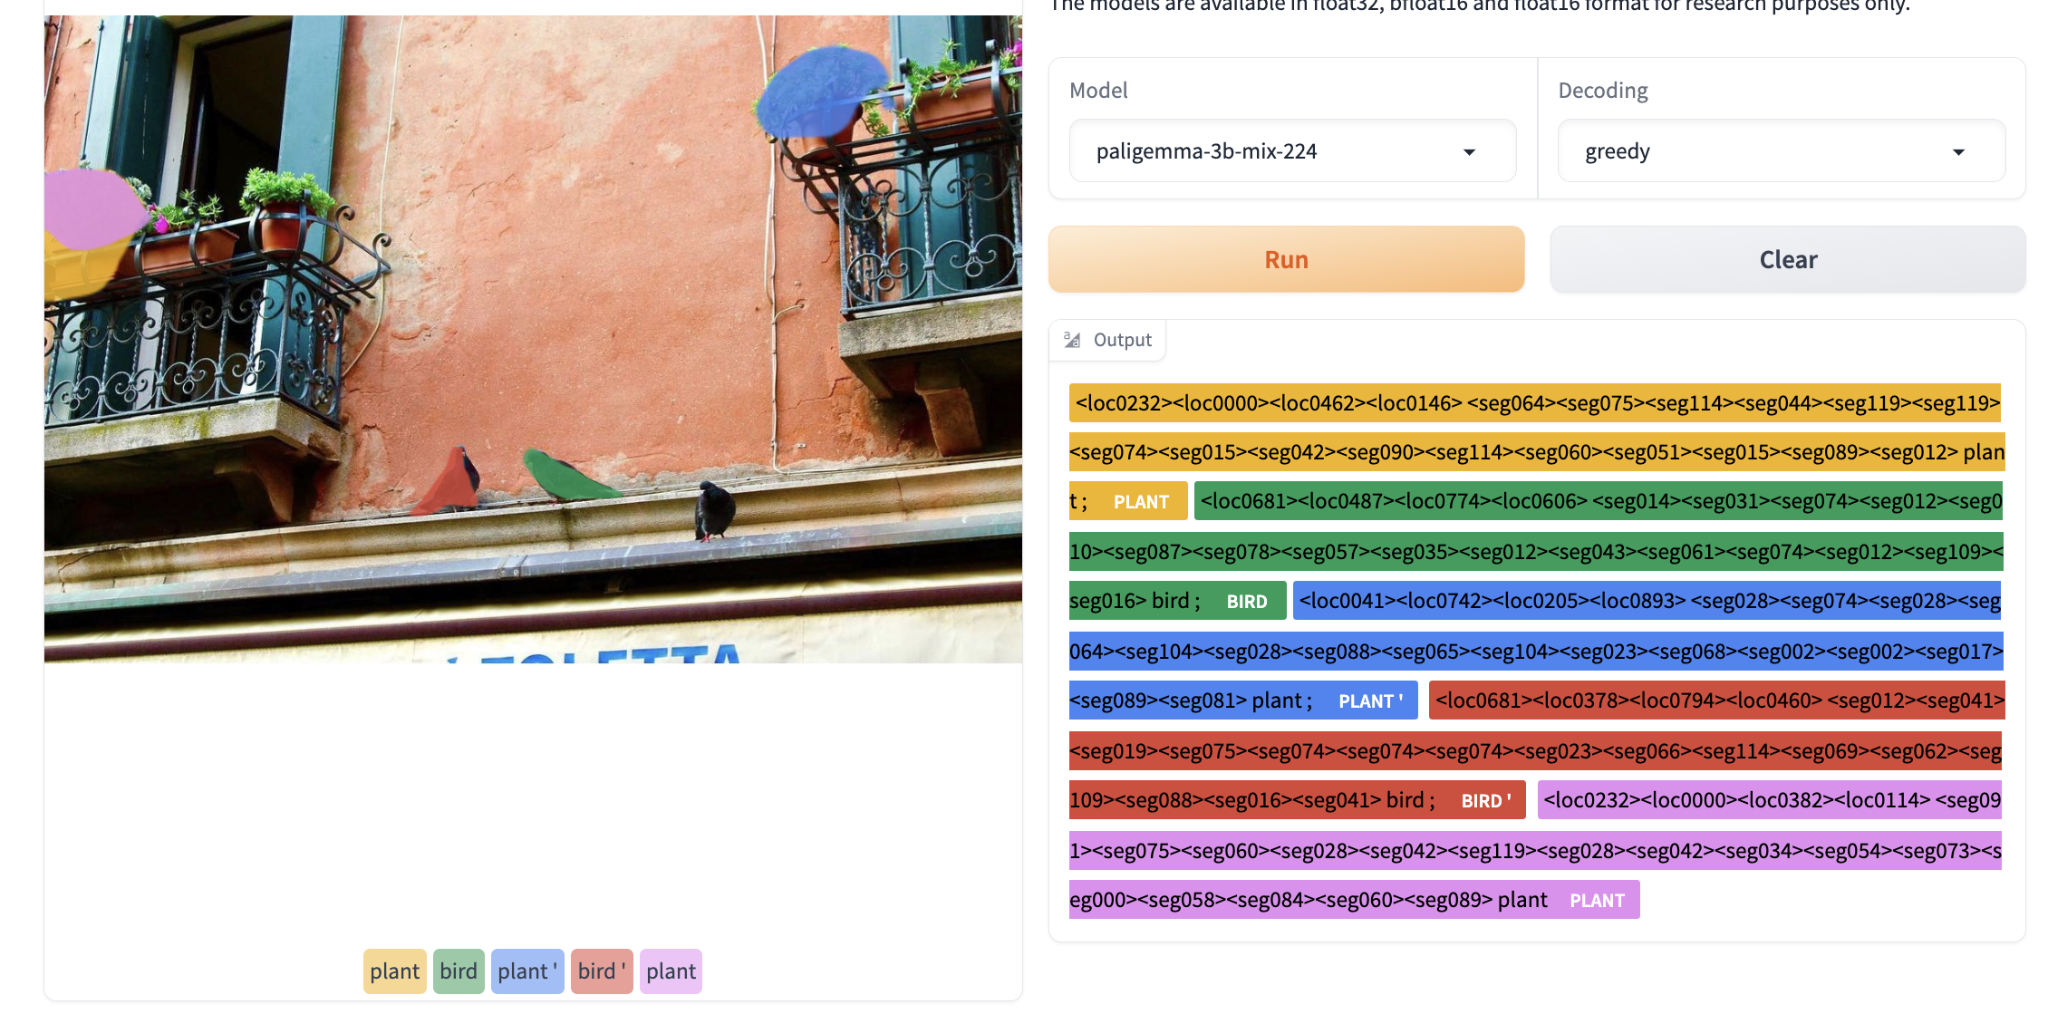 The models are available in float32, bfloat16 and float16 format for research purposes only.
Model
Decoding
paligemma-3b-mix-224
greedy
Run
Clear
Output
<loc0232><loc0000><loc0462><loc0146> <seg064><seg075><seg114><seg044><seg119><seg119>
<seg074><seg015><seg042><seg090><seg114><seg060><seg051><seg015><seg089><seg012> plan
t ; PLANT <loc0681><loc0487><loc0774><loc0606> <seg014><seg031><seg074><seg012><seg0
10><seg087><seg078><seg057><seg035><seg012><seg043><seg061><seg074><seg012><seg109><
seg016> bird ; BIRD <loc0041><loc0742><loc0205><loc0893> <seg028><seg074><seg028><seg
064><seg104><seg028><seg088><seg065><seg104><seg023><seg068><seg002><seg002><seg017>
<seg089><seg081> plant ; PLANT ' <loc0681><loc0378><loc0794><loc0460> <seg012><seg041>
<seg019><seg075><seg074><seg074><seg074><seg023><seg066><seg114><seg069><seg062><seg
109><seg088><seg016><seg041> bird ; BIRD ' <loc0232><loc0000><loc0382><loc0114> <seg09
1><seg075><seg060><seg028><seg042><seg119><seg028><seg042><seg034><seg054><seg073><s
eg000><seg058><seg084><seg060><seg089> plant PLANT
plant bird plant ' bird ' plant